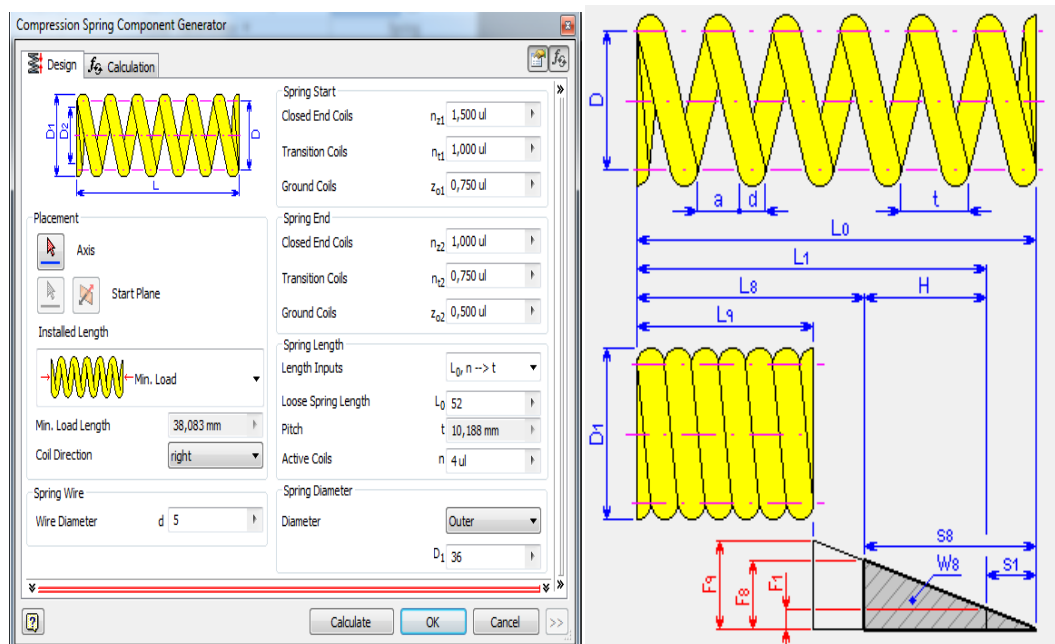 Compression Spring Component Generator
Design
fG Calculation
D1
D2
D
L
Placement
Axis
Start Plane
Installed Length
Min. Load
Min. Load Length 38,083 mm
Coil Direction right
Spring Wire
Wire Diameter d 5
Spring Start
Closed End Coils nz1 1,500 ul
Transition Coils nt1 1,000 ul
Ground Coils zo1 0,750 ul
Spring End
Closed End Coils nz2 1,000 ul
Transition Coils nt2 0,750 ul
Ground Coils zo2 0,500 ul
Spring Length
Length Inputs L0, n --> t
Loose Spring Length L0 52
Pitch t 10,188 mm
Active Coils n 4 ul
Spring Diameter
Diameter Outer
D1 36
? Calculate OK Cancel >>
D
a d t
L0
L1
L8 H
L9
D1
S8
W8 S1
F9 F8 F1